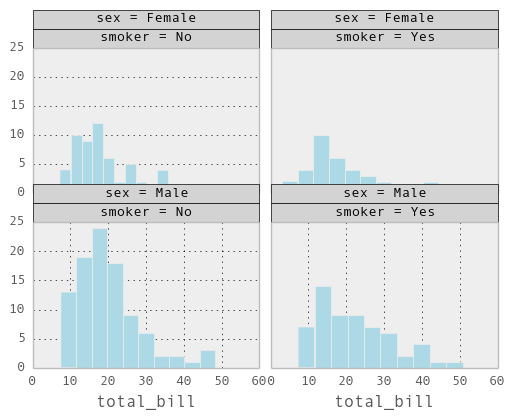 sex = Female
sex = Female
smoker = No
smoker = Yes
25
20
15
10
5
0
sex = Male
sex = Male
smoker = No
smoker = Yes
25
20
15
10
5
0
0 10 20 30 40 50 60
0 10 20 30 40 50 60
total_bill
total_bill